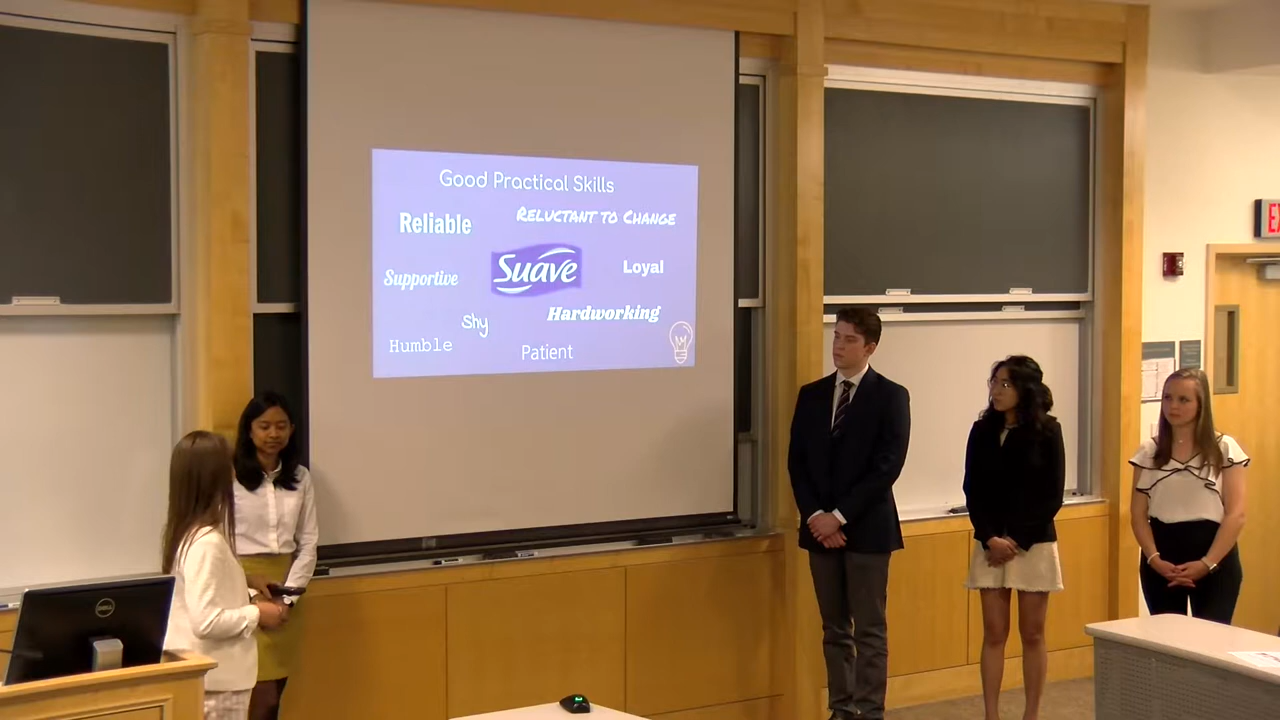 Good Practical Skills
Reliable
RELUCTANT TO CHANGE
Supportive
Suave
Loyal
Shy
Hardworking
Humble
Patient
DELL